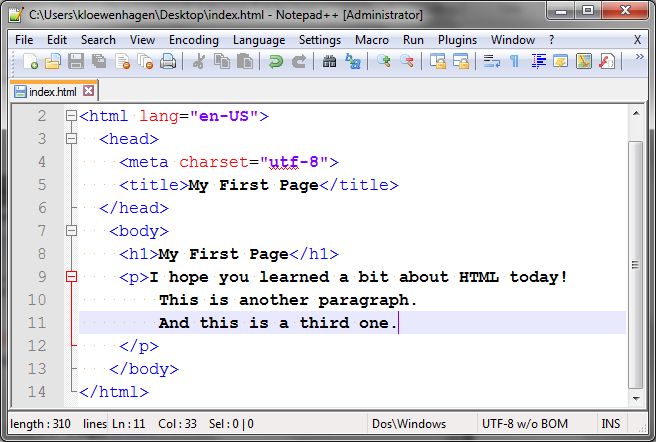 C:\Users\kloewenhagen\Desktop\index.html - Notepad++ [Administrator]
File Edit Search View Encoding Language Settings Macro Run Plugins Window ? X
index.html
2 <html lang="en-US">
3 <head>
4 <meta charset="utf-8">
5 <title>My First Page</title>
6 </head>
7 <body>
8 <h1>My First Page</h1>
9 <p>I hope you learned a bit about HTML today!
10 This is another paragraph.
11 And this is a third one.
12 </p>
13 </body>
14 </html>
length : 310 lines Ln : 11 Col : 33 Sel : 0 | 0 Dos\Windows UTF-8 w/o BOM INS